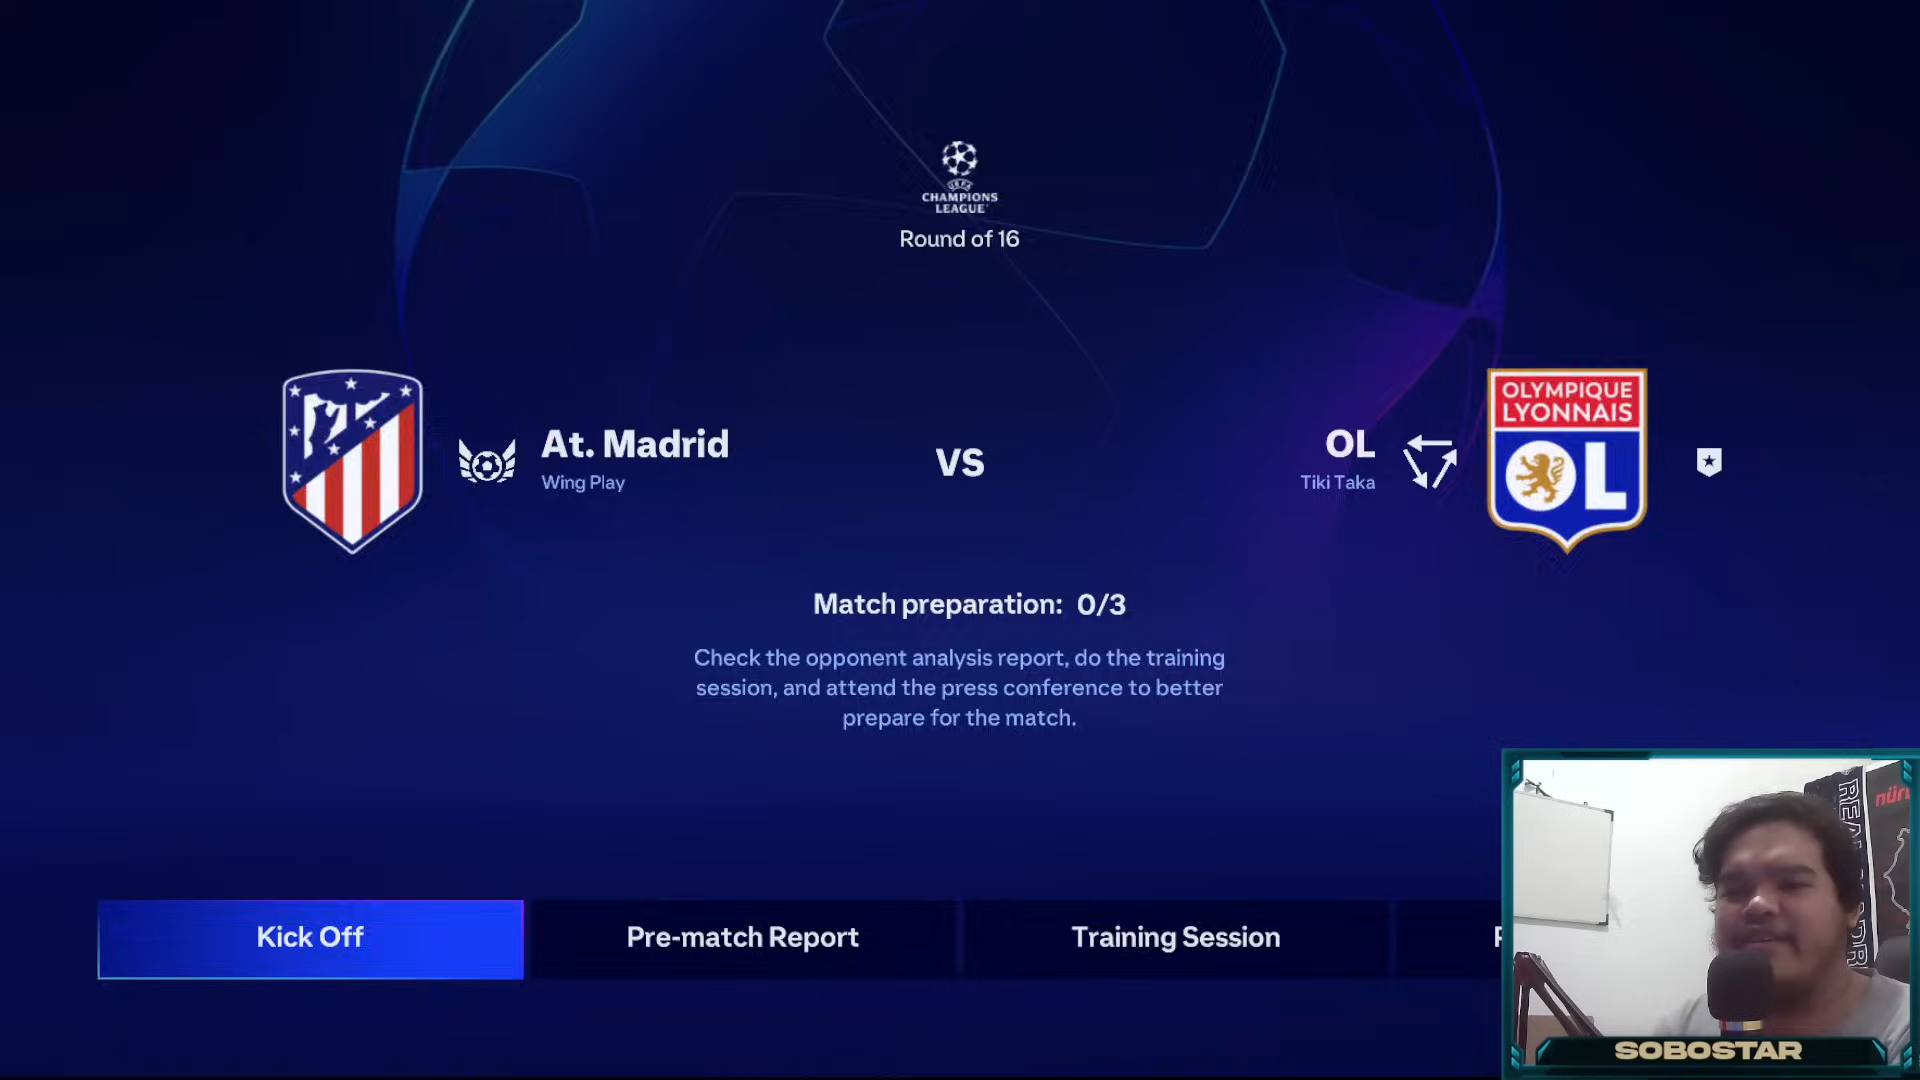 UEFA
CHAMPIONS
LEAGUE
Round of 16
At. Madrid
Wing Play
VS
OL
Tiki Taka
OLYMPIQUE
LYONNAIS
OL
Match preparation: 0/3
Check the opponent analysis report, do the training
session, and attend the press conference to better
prepare for the match.
Kick Off
Pre-match Report
Training Session
SOBOSTAR